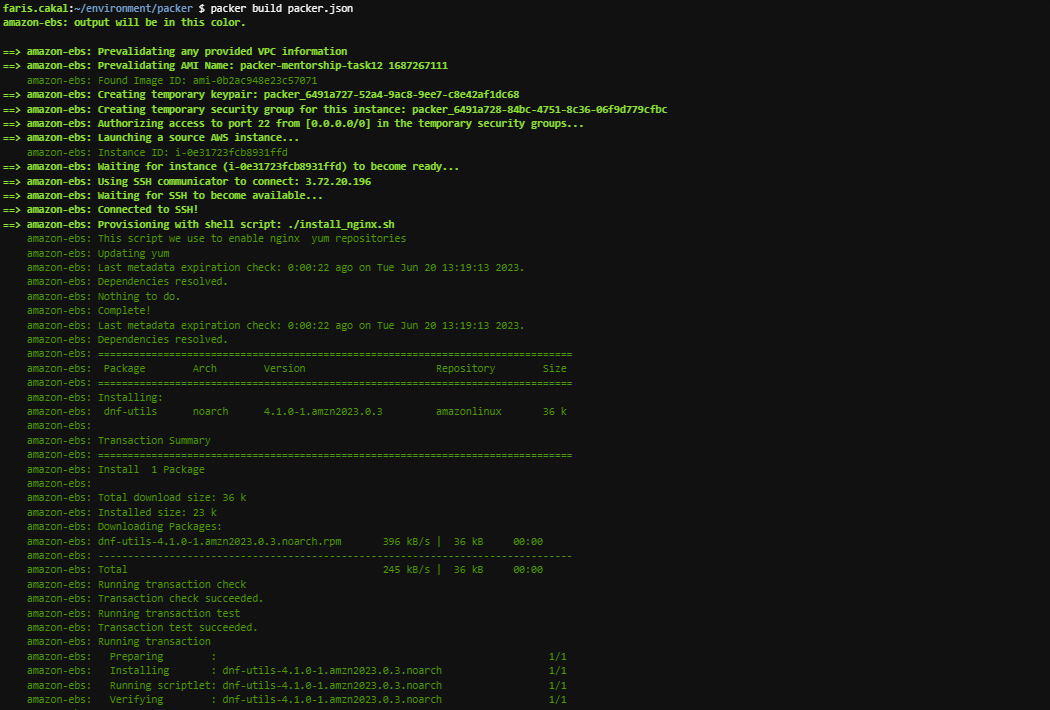 faris.cakal:~/environment/packer $ packer build packer.json
amazon-ebs: output will be in this color.
==> amazon-ebs: Prevalidating any provided VPC information
==> amazon-ebs: Prevalidating AMI Name: packer-mentorship-task12 1687267111
amazon-ebs: Found Image ID: ami-0b2ac948e23c57071
==> amazon-ebs: Creating temporary keypair: packer_6491a727-52a4-9ac8-9ee7-c8e42af1dc68
==> amazon-ebs: Creating temporary security group for this instance: packer_6491a728-84bc-4751-8c36-06f9d779cfbc
==> amazon-ebs: Authorizing access to port 22 from [0.0.0.0/0] in the temporary security groups...
==> amazon-ebs: Launching a source AWS instance...
amazon-ebs: Instance ID: i-0e31723fcb8931ffd
==> amazon-ebs: Waiting for instance (i-0e31723fcb8931ffd) to become ready...
==> amazon-ebs: Using SSH communicator to connect: 3.72.20.196
==> amazon-ebs: Waiting for SSH to become available...
==> amazon-ebs: Connected to SSH!
==> amazon-ebs: Provisioning with shell script: ./install_nginx.sh
amazon-ebs: This script we use to enable nginx  yum repositories
amazon-ebs: Updating yum
amazon-ebs: Last metadata expiration check: 0:00:22 ago on Tue Jun 20 13:19:13 2023.
amazon-ebs: Dependencies resolved.
amazon-ebs: Nothing to do.
amazon-ebs: Complete!
amazon-ebs: Last metadata expiration check: 0:00:22 ago on Tue Jun 20 13:19:13 2023.
amazon-ebs: Dependencies resolved.
amazon-ebs: ================================================================================
amazon-ebs:  Package        Arch        Version                      Repository        Size
amazon-ebs: ================================================================================
amazon-ebs: Installing:
amazon-ebs:  dnf-utils      noarch      4.1.0-1.amzn2023.0.3         amazonlinux       36 k
amazon-ebs:
amazon-ebs: Transaction Summary
amazon-ebs: ================================================================================
amazon-ebs: Install  1 Package
amazon-ebs:
amazon-ebs: Total download size: 36 k
amazon-ebs: Installed size: 23 k
amazon-ebs: Downloading Packages:
amazon-ebs: dnf-utils-4.1.0-1.amzn2023.0.3.noarch.rpm       396 kB/s |  36 kB     00:00
amazon-ebs: --------------------------------------------------------------------------------
amazon-ebs: Total                                           245 kB/s |  36 kB     00:00
amazon-ebs: Running transaction check
amazon-ebs: Transaction check succeeded.
amazon-ebs: Running transaction test
amazon-ebs: Transaction test succeeded.
amazon-ebs: Running transaction
amazon-ebs:   Preparing        :                                                        1/1
amazon-ebs:   Installing       : dnf-utils-4.1.0-1.amzn2023.0.3.noarch                  1/1
amazon-ebs:   Running scriptlet: dnf-utils-4.1.0-1.amzn2023.0.3.noarch                  1/1
amazon-ebs:   Verifying        : dnf-utils-4.1.0-1.amzn2023.0.3.noarch                  1/1